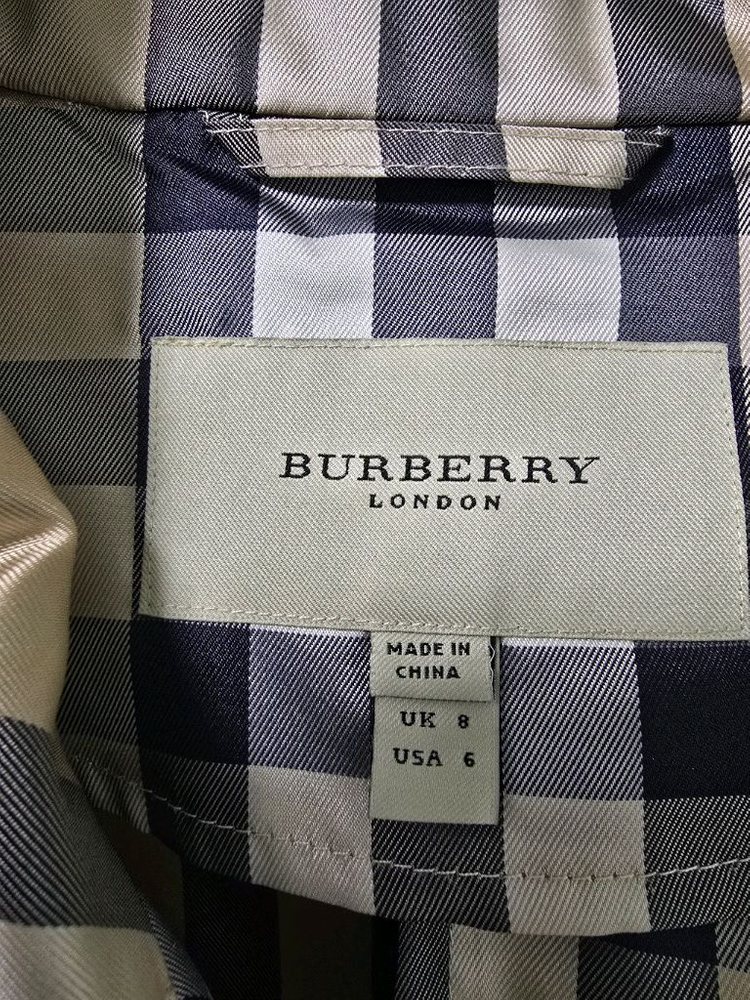 BURBERRY
LONDON
MADE IN
CHINA
UK 8
USA 6